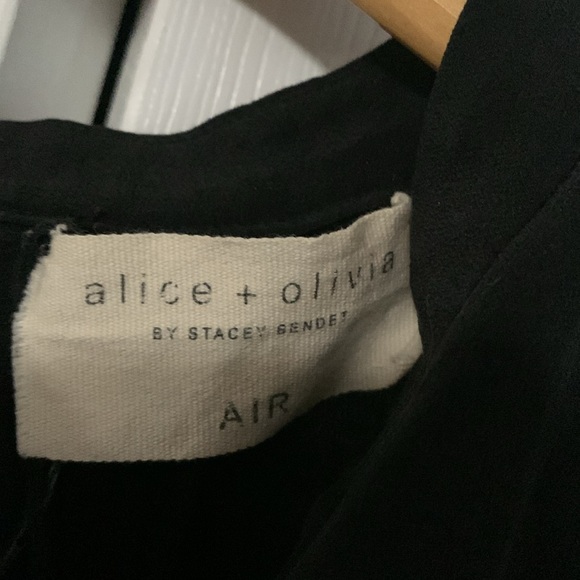 alice + olivia
BY STACEY BENDET
AIR